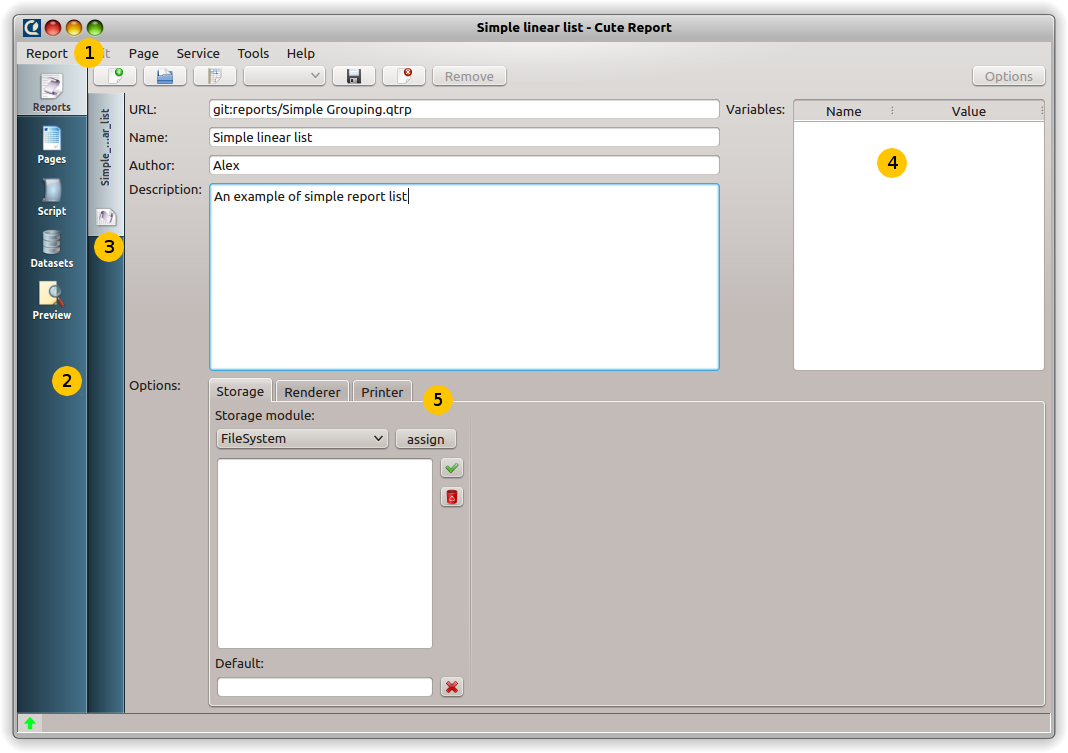 Simple linear list - Cute Report
Report 1 t Page Service Tools Help
Remove Options
Reports
Pages
Script
Datasets
Preview
2
Simple_...ar_list
3
URL: git:reports/Simple Grouping.qtrp
Name: Simple linear list
Author: Alex
Description: An example of simple report list
Variables: Name Value
4
Options: Storage Renderer Printer
5
Storage module:
FileSystem assign
Default: